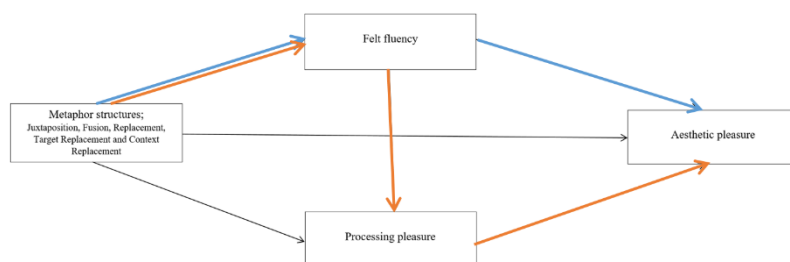 Felt fluency
Metaphor structures;
Juxtaposition, Fusion, Replacement,
Target Replacement and Context
Replacement
Aesthetic pleasure
Processing pleasure